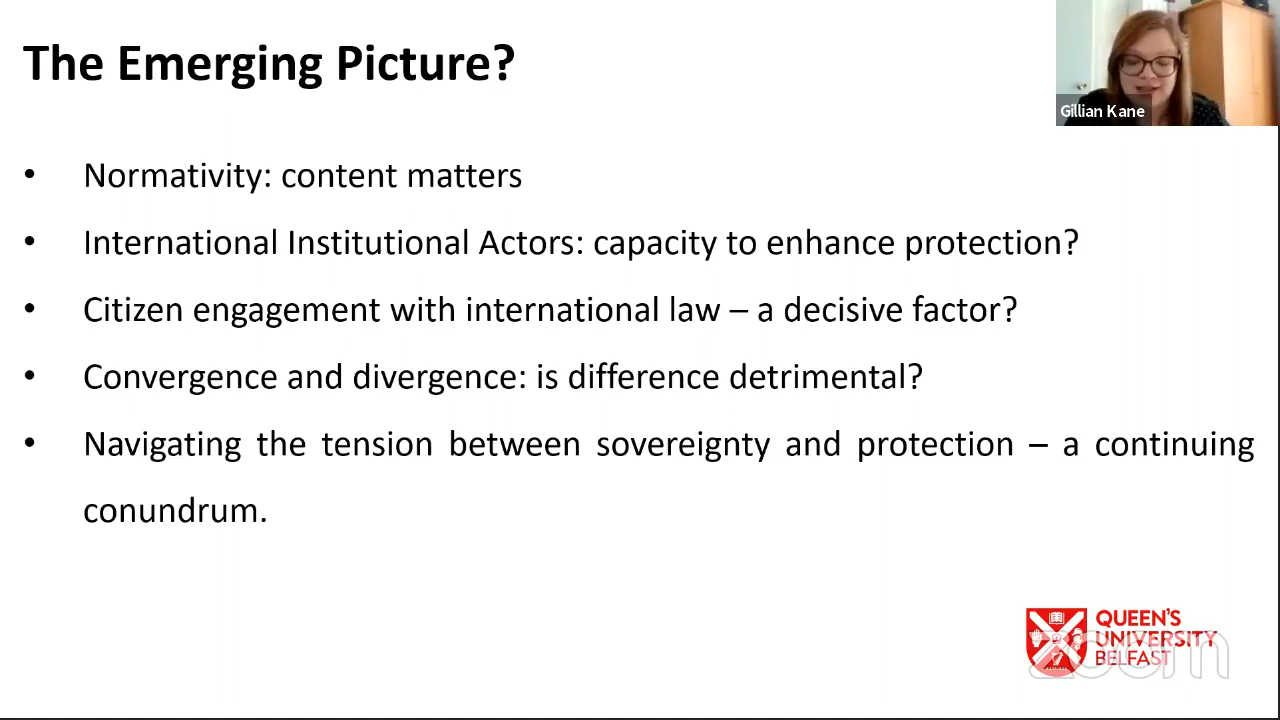 The Emerging Picture?
Gillian Kane
• Normativity: content matters
• International Institutional Actors: capacity to enhance protection?
• Citizen engagement with international law – a decisive factor?
• Convergence and divergence: is difference detrimental?
• Navigating the tension between sovereignty and protection – a continuing
conundrum.
QUEEN'S
UNIVERSITY
BELFAST
zoom